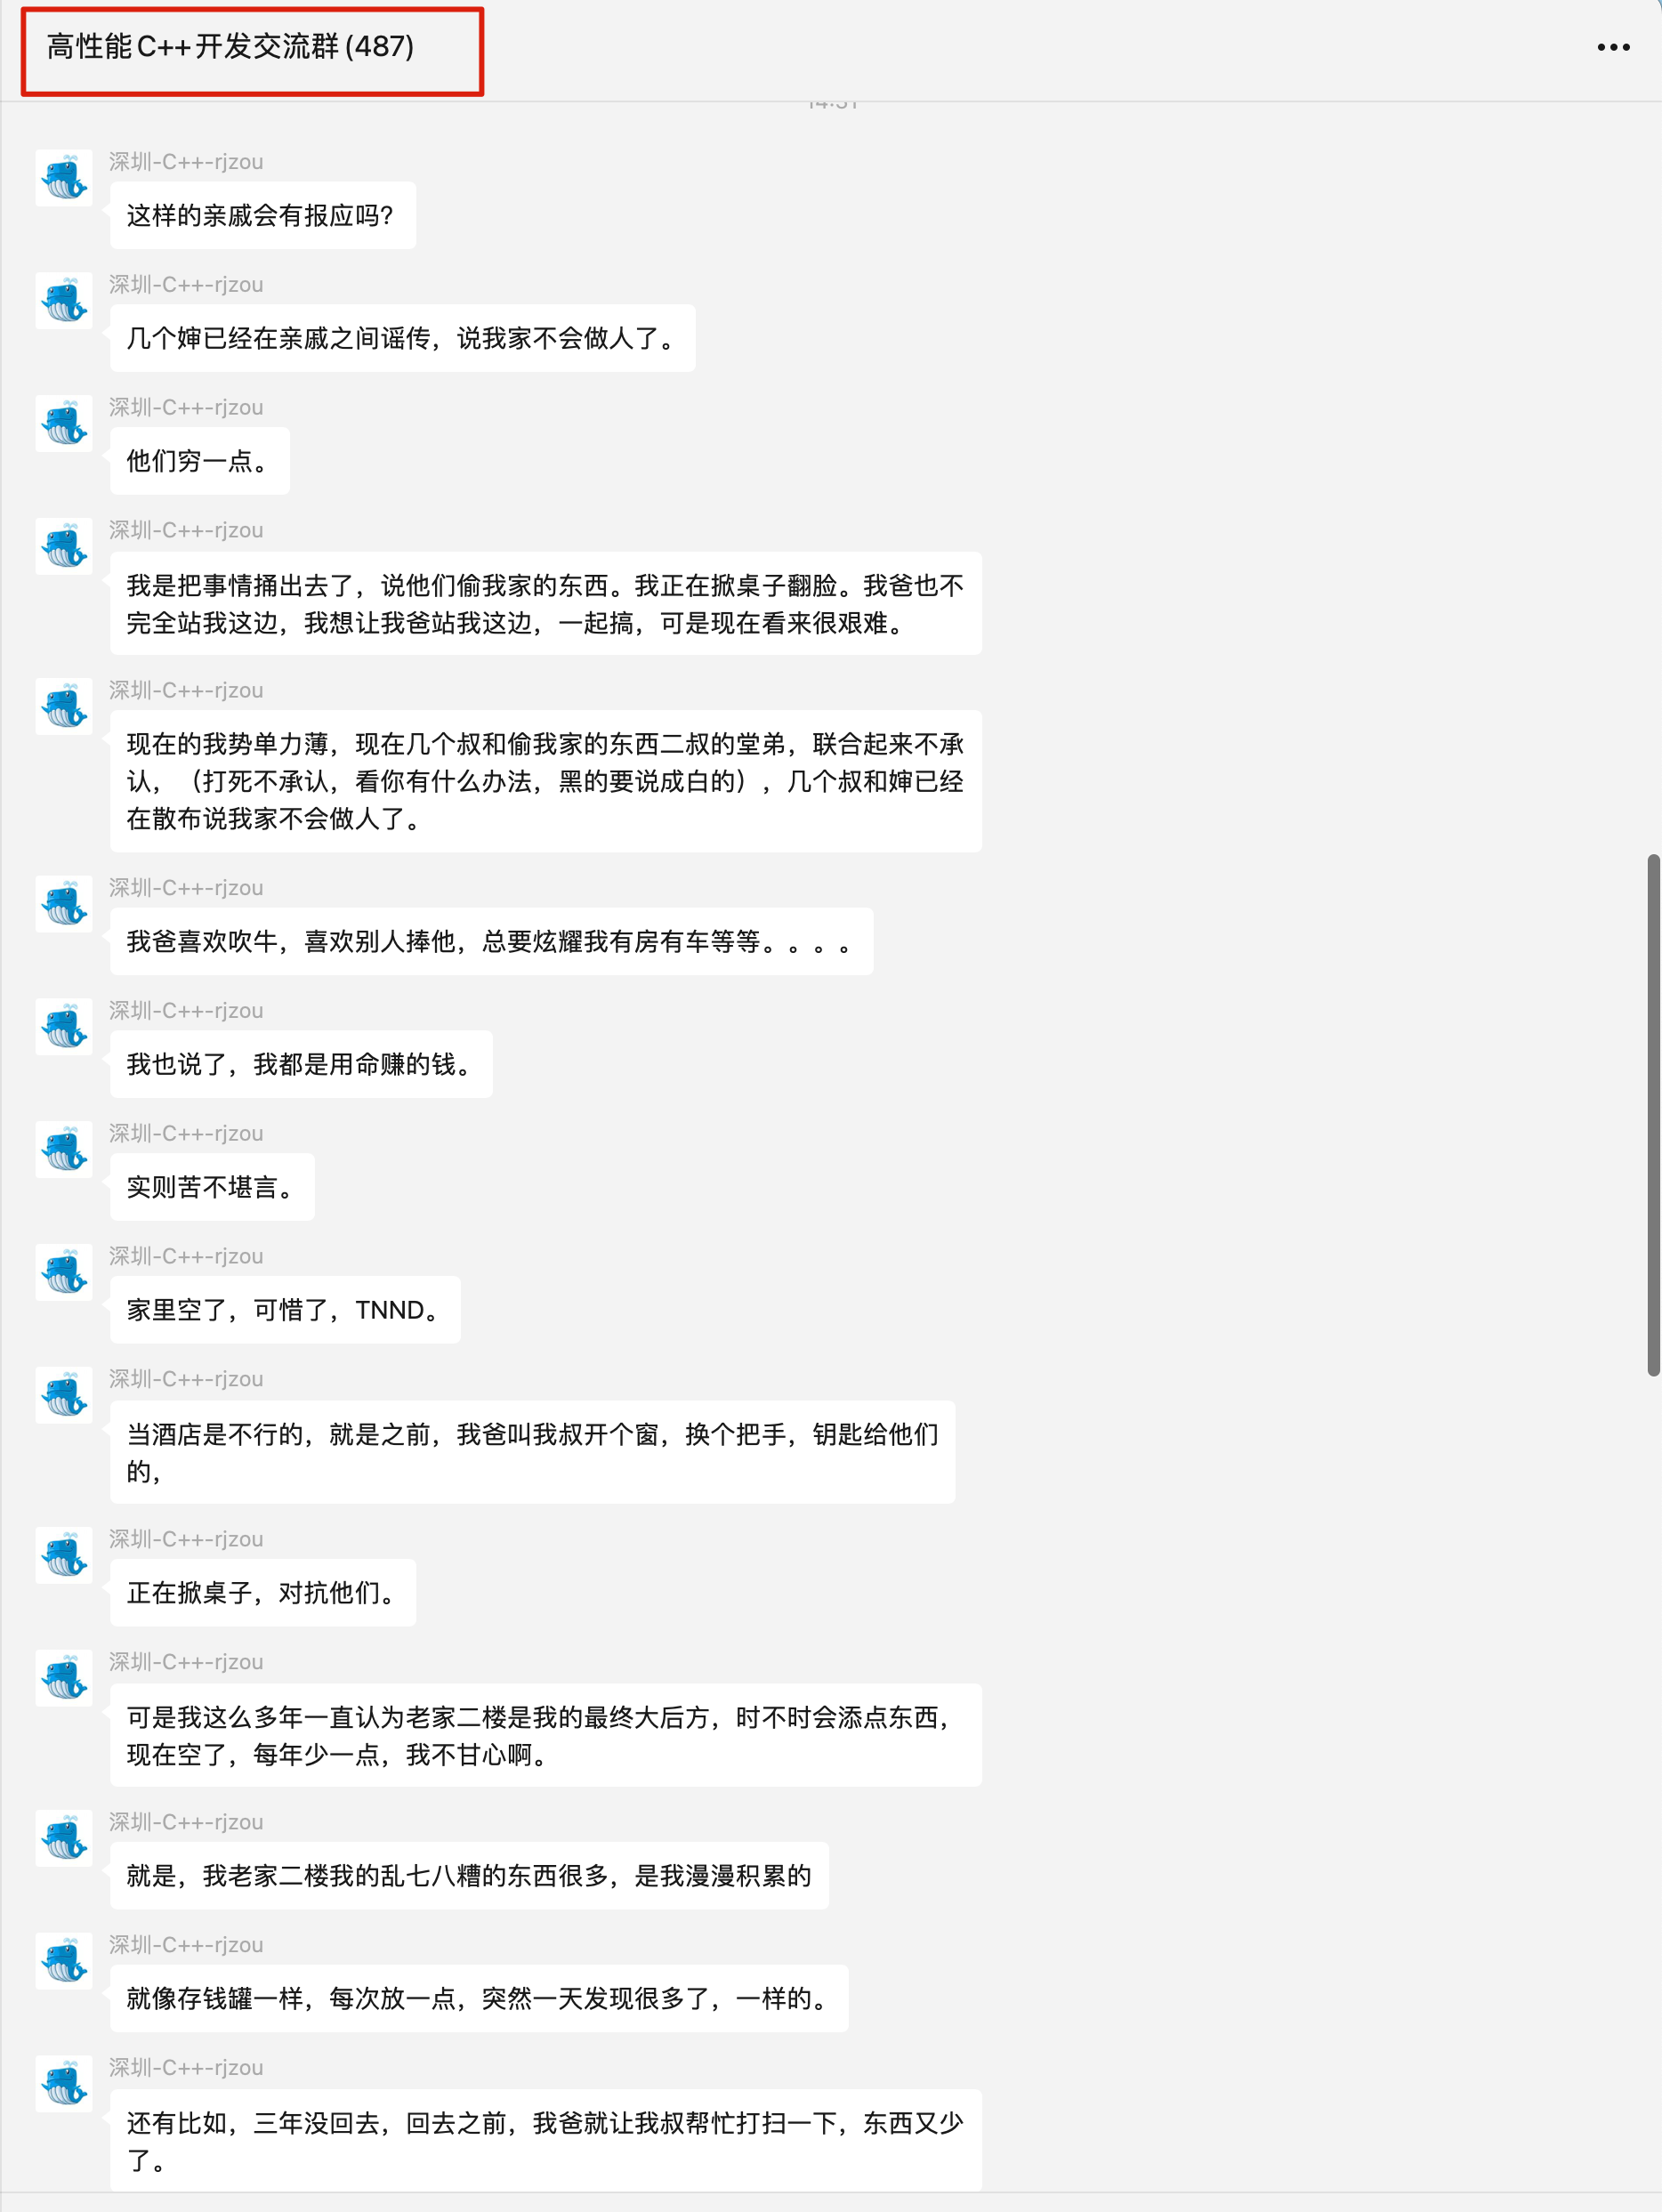 高性能C++开发交流群(487)
深圳-C++-rjzou
这样的亲戚会有报应吗?
深圳-C++-rjzou
几个婶已经在亲戚之间谣传，说我家不会做人了。
深圳-C++-rjzou
他们穷一点。
深圳-C++-rjzou
我是把事情捅出去了，说他们偷我家的东西。我正在掀桌子翻脸。我爸也不
完全站我这边，我想让我爸站我这边，一起搞，可是现在看来很艰难。
深圳-C++-rjzou
现在的我势单力薄，现在几个叔和偷我家的东西二叔的堂弟，联合起来不承
认，（打死不承认，看你有什么办法，黑的要说成白的），几个叔和婶已经
在散布说我家不会做人了。
深圳-C++-rjzou
我爸喜欢吹牛，喜欢别人捧他，总要炫耀我有房有车等等。。。。
深圳-C++-rjzou
我也说了，我都是用命赚的钱。
深圳-C++-rjzou
实则苦不堪言。
深圳-C++-rjzou
家里空了，可惜了，TNND。
深圳-C++-rjzou
当酒店是不行的，就是之前，我爸叫我叔开个窗，换个把手，钥匙给他们
的，
深圳-C++-rjzou
正在掀桌子，对抗他们。
深圳-C++-rjzou
可是我这么多年一直认为老家二楼是我的最终大后方，时不时会添点东西，
现在空了，每年少一点，我不甘心啊。
深圳-C++-rjzou
就是，我老家二楼我的乱七八糟的东西很多，是我漫漫积累的
深圳-C++-rjzou
就像存钱罐一样，每次放一点，突然一天发现很多了，一样的。
深圳-C++-rjzou
还有比如，三年没回去，回去之前，我爸就让我叔帮忙打扫一下，东西又少
了。